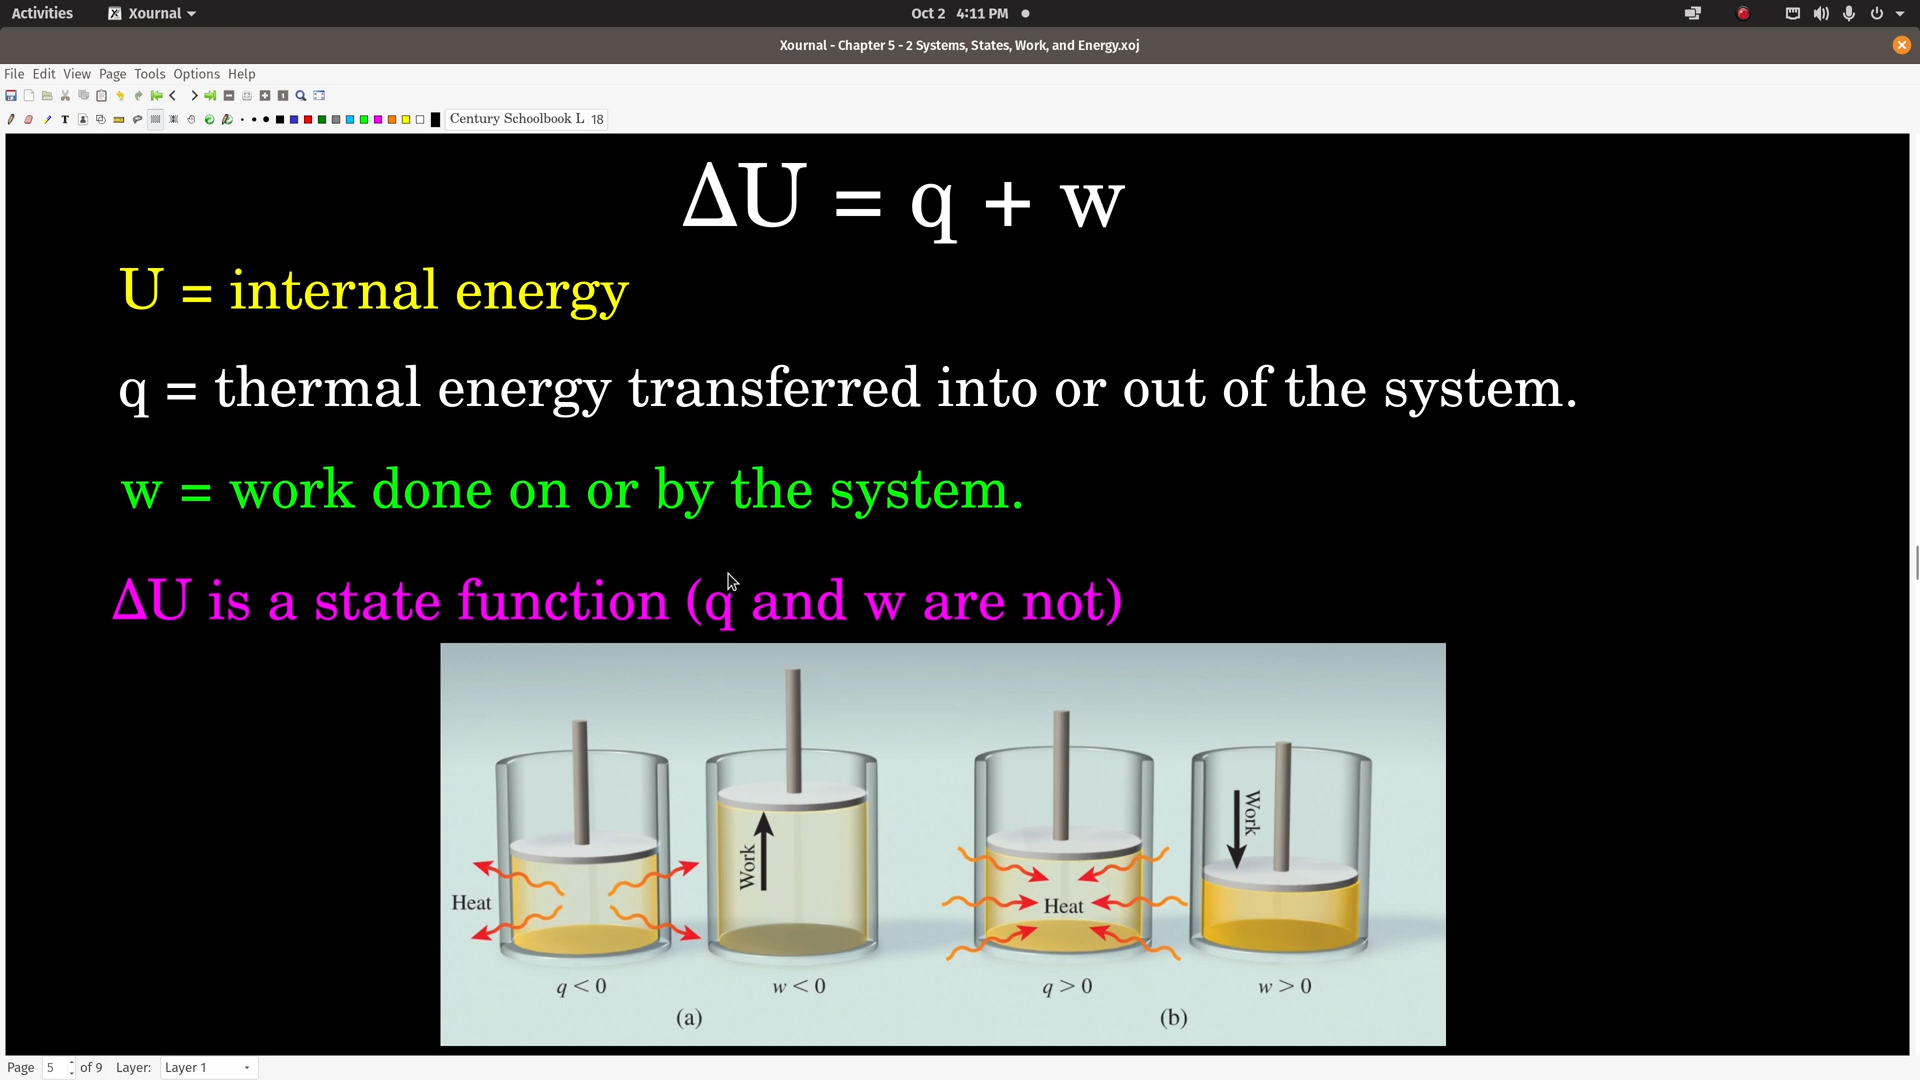 Activities Xournal Oct 2 4:11 PM
Xournal - Chapter 5 - 2 Systems, States, Work, and Energy.xoj
File Edit View Page Tools Options Help
Century Schoolbook L 18
ΔU = q + w
U = internal energy
q = thermal energy transferred into or out of the system.
w = work done on or by the system.
ΔU is a state function (q and w are not)
Heat
Work
Heat
Work
q < 0
w < 0
q > 0
w > 0
(a)
(b)
Page 5 of 9 Layer: Layer 1